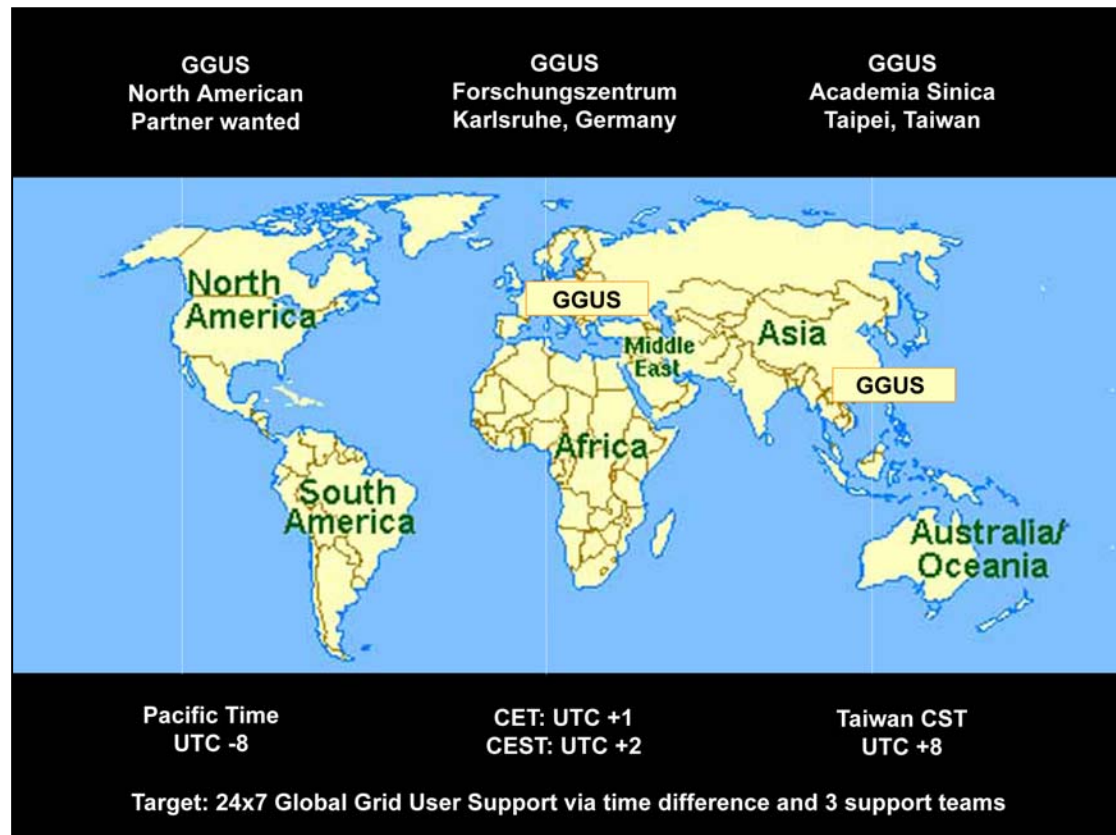 GGUS
North American
Partner wanted
GGUS
Forschungszentrum
Karlsruhe, Germany
GGUS
Academia Sinica
Taipei, Taiwan
North
America
GGUS
Middle
East
Asia
GGUS
Africa
South
America
Australia/
Oceania
Pacific Time
UTC -8
CET: UTC +1
CEST: UTC +2
Taiwan CST
UTC +8
Target: 24x7 Global Grid User Support via time difference and 3 support teams